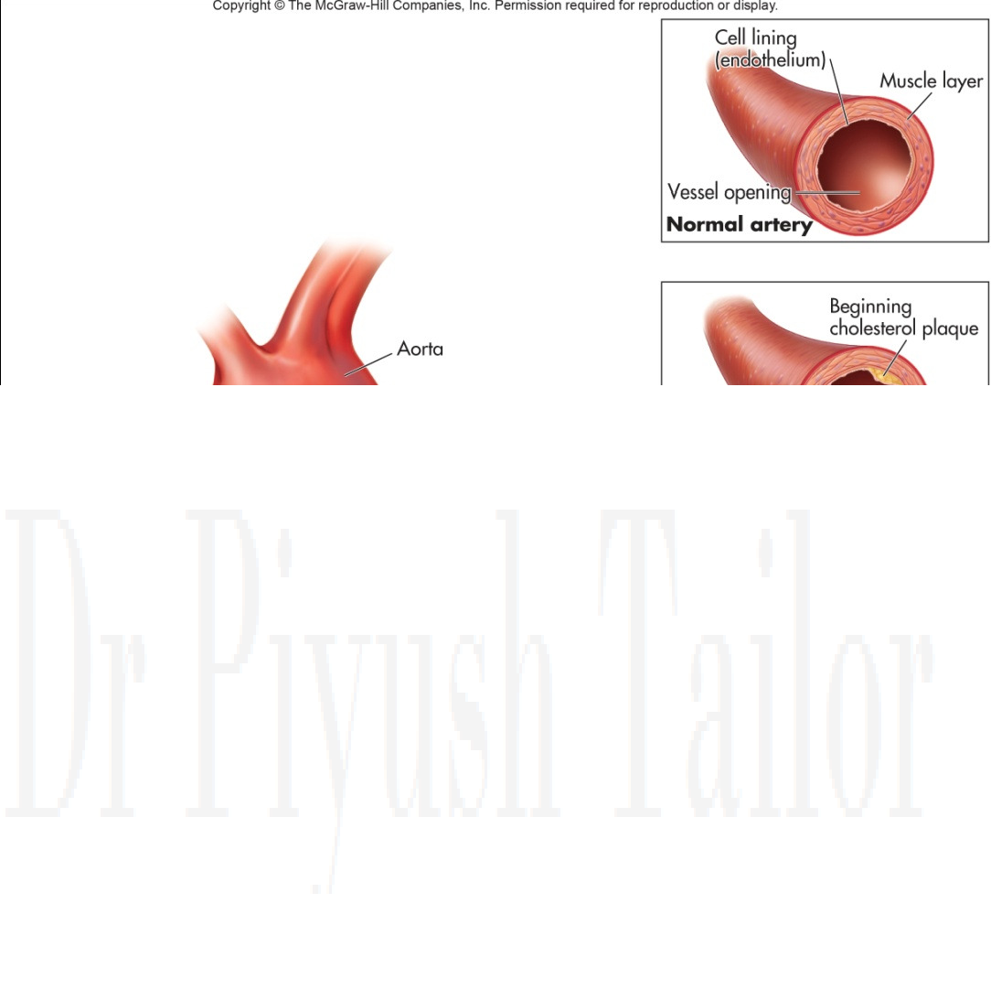 Copyright © The McGraw-Hill Companies, Inc. Permission required for reproduction or display.
Cell lining
(endothelium)
Muscle layer
Vessel opening
Normal artery
Beginning
cholesterol plaque
Aorta
Dr Piyush Tailor